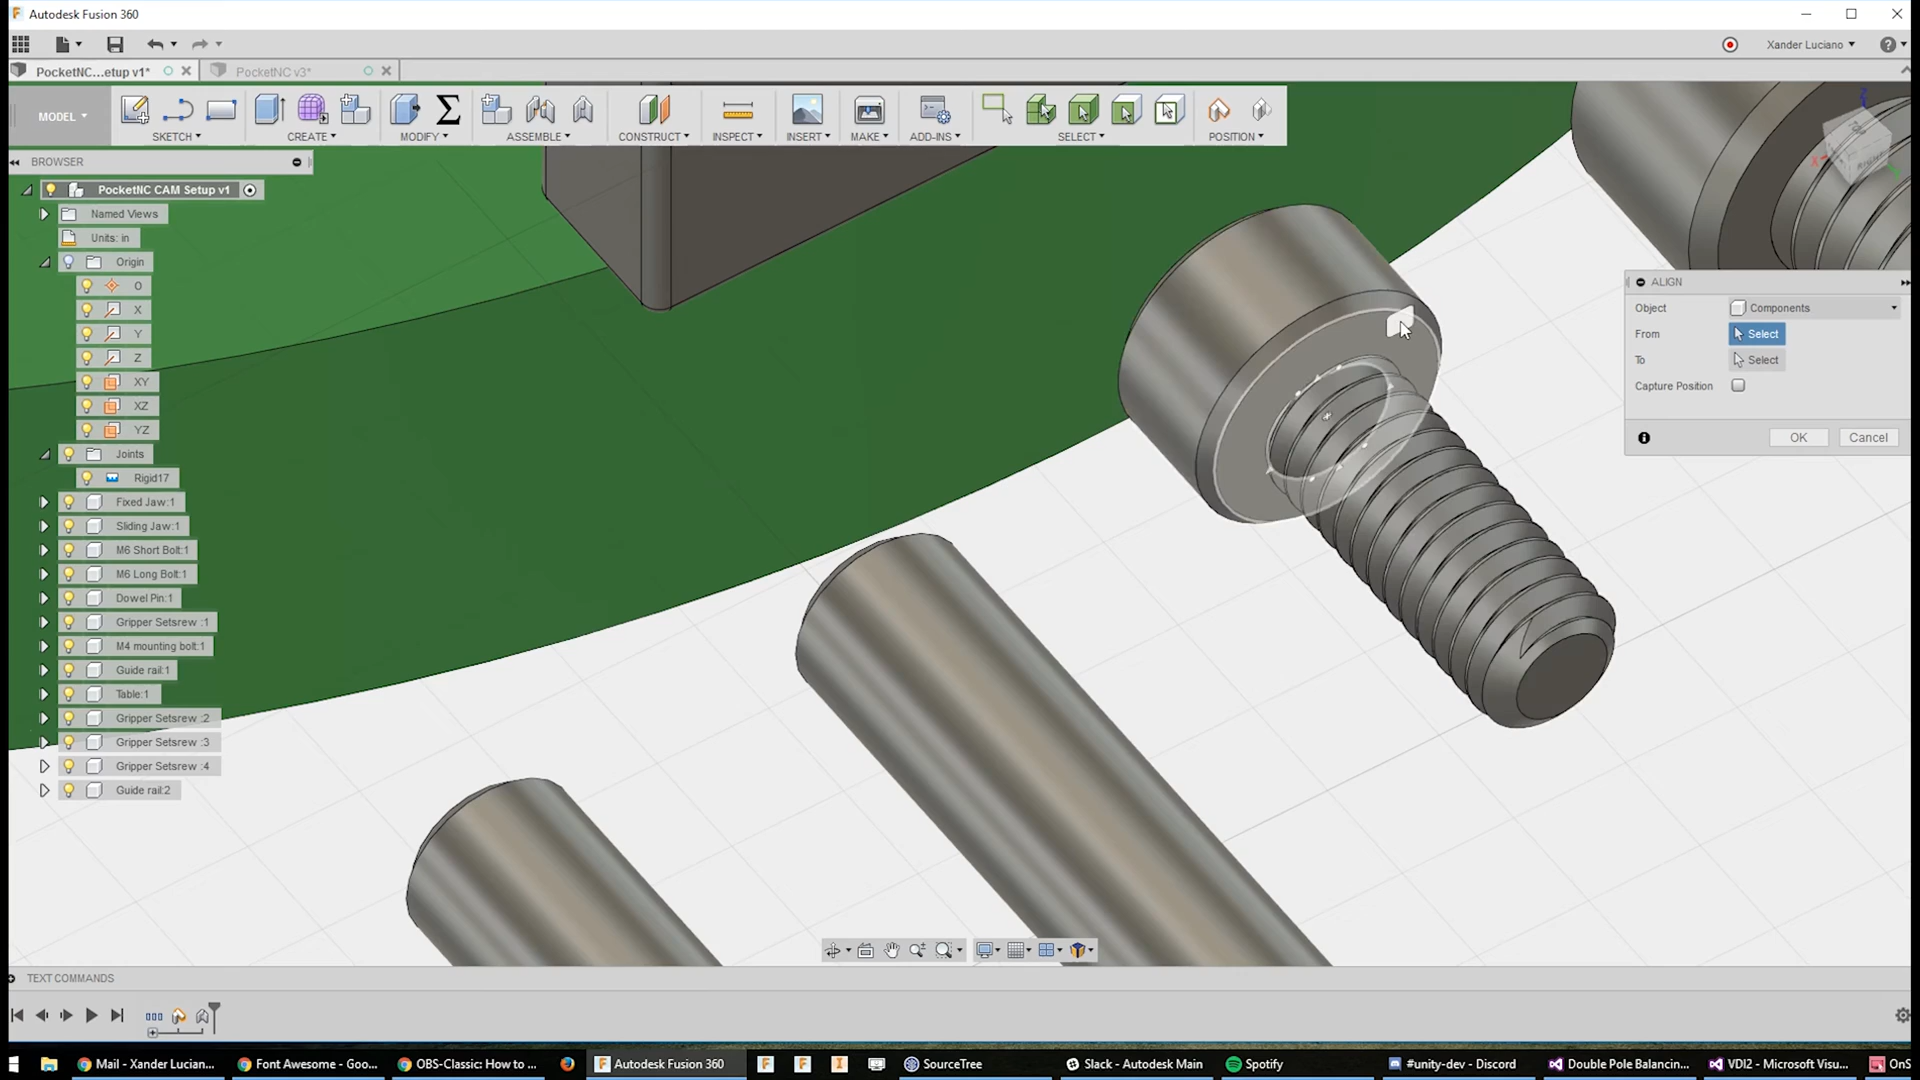 Autodesk Fusion 360
Xander Luciano
PocketNC...etup v1*
PocketNC v3*
MODEL
SKETCH
CREATE
MODIFY
ASSEMBLE
CONSTRUCT
INSPECT
INSERT
MAKE
ADD-INS
SELECT
POSITION
BROWSER
PocketNC CAM Setup v1
Named Views
Units: in
Origin
O
X
Y
Z
XY
XZ
YZ
Joints
Rigid17
Fixed Jaw:1
Sliding Jaw:1
M6 Short Bolt:1
M6 Long Bolt:1
Dowel Pin:1
Gripper Setsrew :1
M4 mounting bolt:1
Guide rail:1
Table:1
Gripper Setsrew :2
Gripper Setsrew :3
Gripper Setsrew :4
Guide rail:2
Z
X
ALIGN
Object
Components
From
Select
To
Select
Capture Position
OK
Cancel
TEXT COMMANDS
Mail - Xander Lucian...
Font Awesome - Goo...
OBS-Classic: How to ...
Autodesk Fusion 360
SourceTree
Slack - Autodesk Main
Spotify
#unity-dev - Discord
Double Pole Balancin...
VDI2 - Microsoft Visu...
OnS